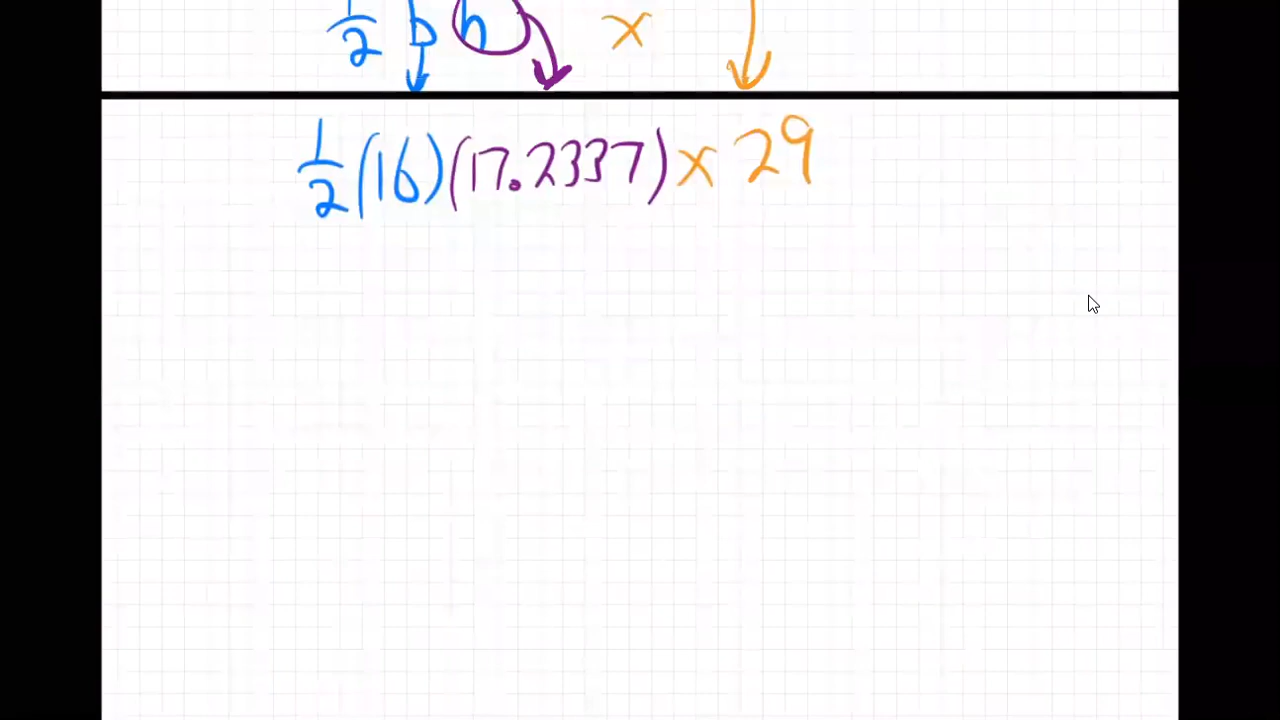 1/2 b h x
1/2 (16)(17.2337) x 29